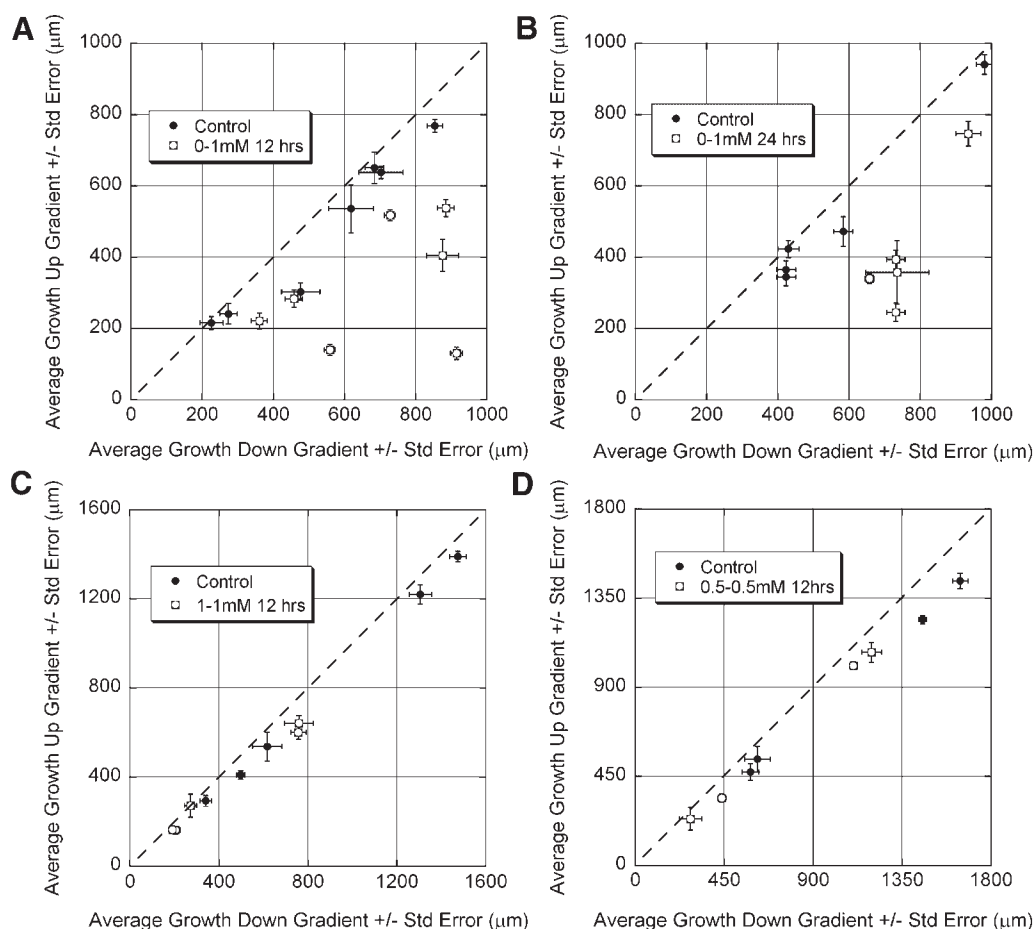 A
Average Growth Up Gradient +/- Std Error (μm)
1000
800
600
400
200
0
Control
0-1mM 12 hrs
0 200 400 600 800 1000
Average Growth Down Gradient +/- Std Error (μm)
B
Average Growth Up Gradient +/- Std Error (μm)
1000
800
600
400
200
0
Control
0-1mM 24 hrs
0 200 400 600 800 1000
Average Growth Down Gradient +/- Std Error (μm)
C
Average Growth Up Gradient +/- Std Error (μm)
1600
1200
800
400
0
Control
1-1mM 12 hrs
0 400 800 1200 1600
Average Growth Down Gradient +/- Std Error (μm)
D
Average Growth Up Gradient +/- Std Error (μm)
1800
1350
900
450
0
Control
0.5-0.5mM 12hrs
0 450 900 1350 1800
Average Growth Down Gradient +/- Std Error (μm)